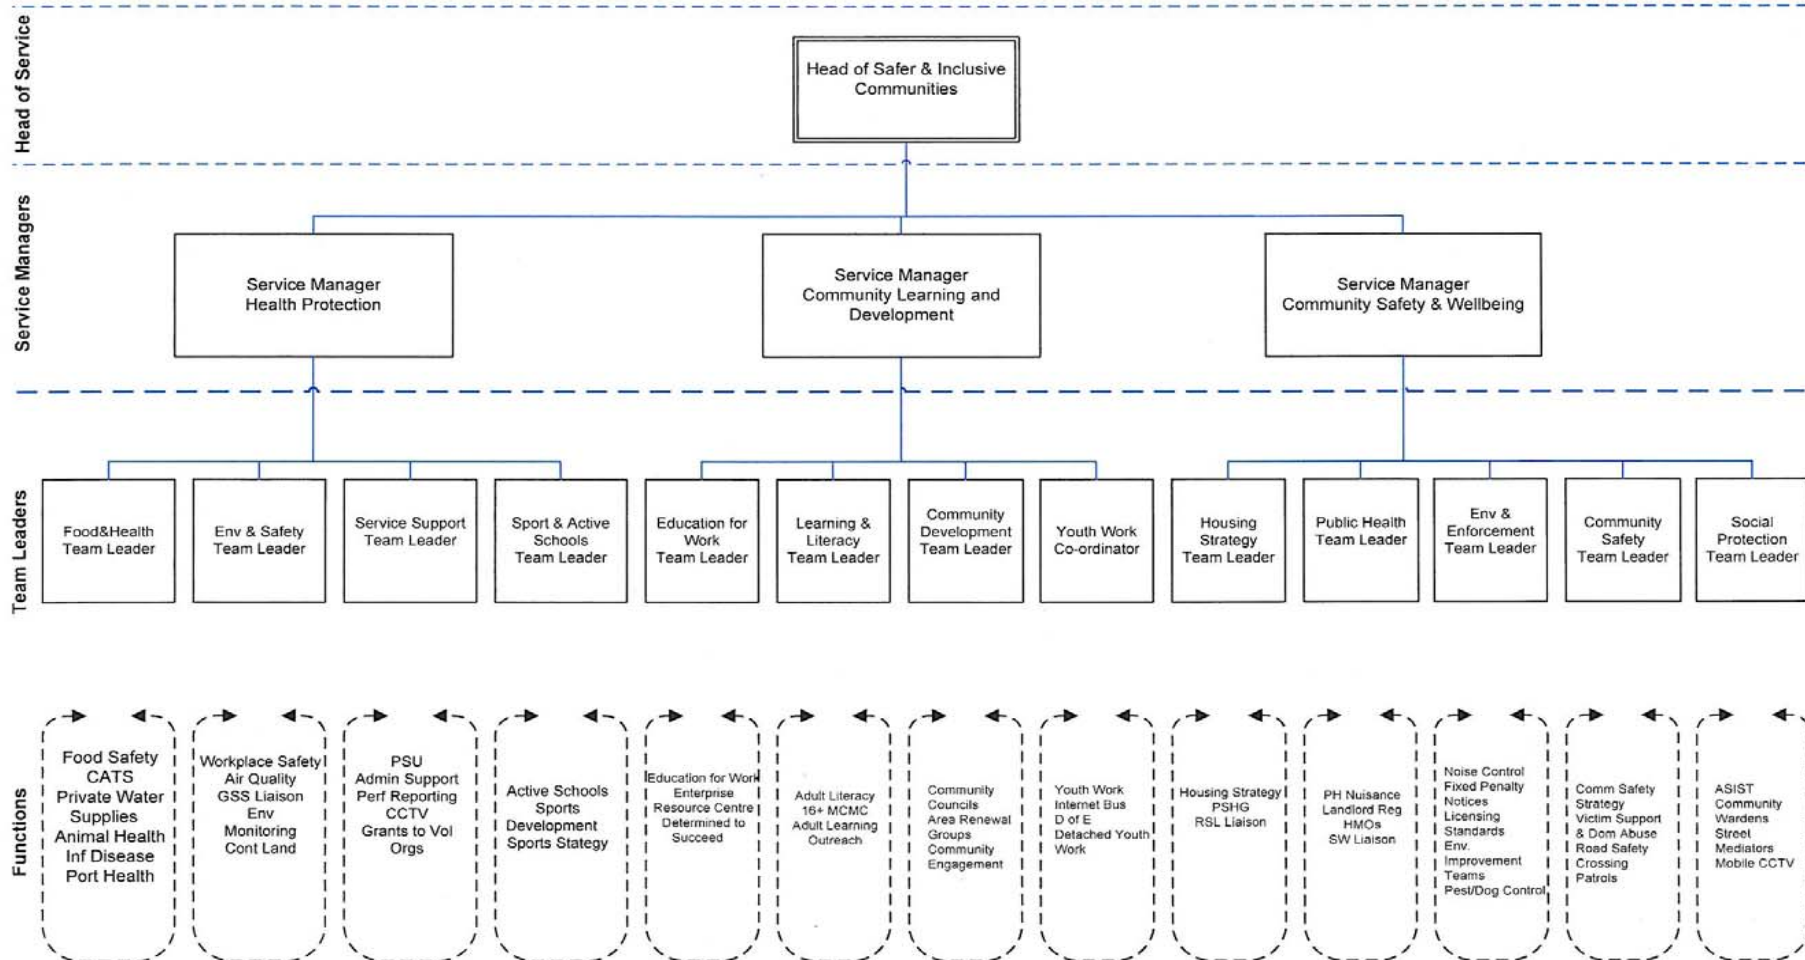 Head of Service
Head of Safer & Inclusive
Communities
Service Managers
Service Manager
Health Protection
Service Manager
Community Learning and
Development
Service Manager
Community Safety & Wellbeing
Team Leaders
Food&Health
Team Leader
Env & Safety
Team Leader
Service Support
Team Leader
Sport & Active
Schools
Team Leader
Education for
Work
Team Leader
Learning &
Literacy
Team Leader
Community
Development
Team Leader
Youth Work
Co-ordinator
Housing
Strategy
Team Leader
Public Health
Team Leader
Env &
Enforcement
Team Leader
Community
Safety
Team Leader
Social
Protection
Team Leader
Functions
Food Safety
CATS
Private Water
Supplies
Animal Health
Inf Disease
Port Health
Workplace Safety
Air Quality
GSS Liaison
Env
Monitoring
Cont Land
PSU
Admin Support
Perf Reporting
CCTV
Grants to Vol
Orgs
Active Schools
Sports
Development
Sports Stategy
Education for Work
Enterprise
Resource Centre
Determined to
Succeed
Adult Literacy
16+ MCMC
Adult Learning
Outreach
Community
Councils
Area Renewal
Groups
Community
Engagement
Youth Work
Internet Bus
D of E
Detached Youth
Work
Housing Strategy
PSHG
RSL Liaison
PH Nuisance
Landlord Reg
HMOs
SW Liaison
Noise Control
Fixed Penalty
Notices
Licensing
Standards
Env.
Improvement
Teams
Pest/Dog Control
Comm Safety
Strategy
Victim Support
& Dom Abuse
Road Safety
Crossing
Patrols
ASIST
Community
Wardens
Street
Mediators
Mobile CCTV